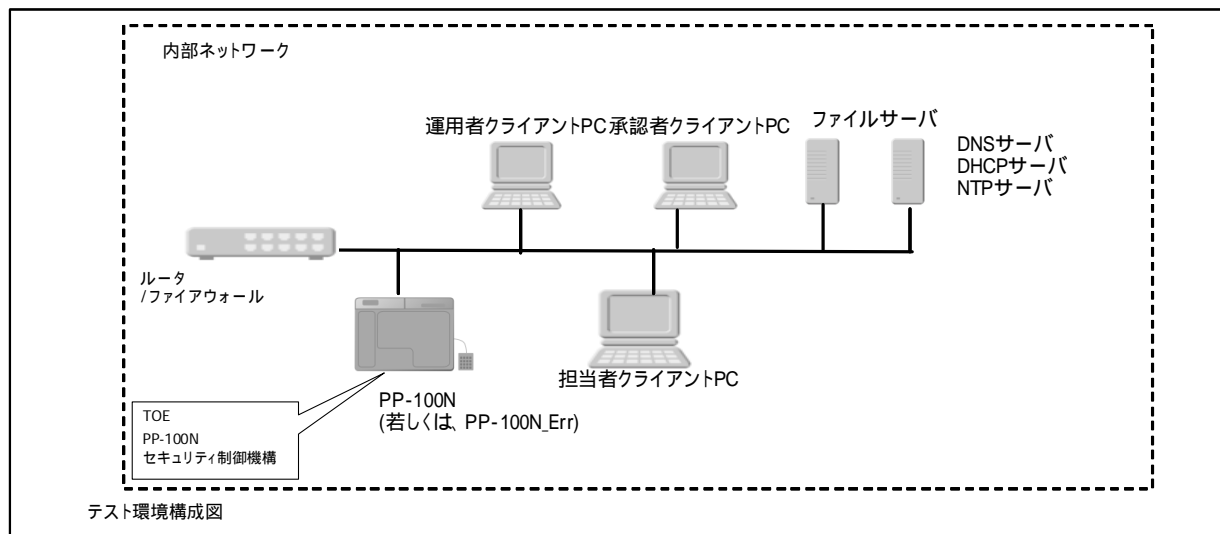 内部ネットワーク
運用者クライアントPC 承認者クライアントPC
ファイルサーバ
DNSサーバ
DHCPサーバ
NTPサーバ
ルータ
/ファイアウォール
担当者クライアントPC
PP-100N
(若しくは、PP-100N_Err)
TOE
PP-100N
セキュリティ制御機構
テスト環境構成図